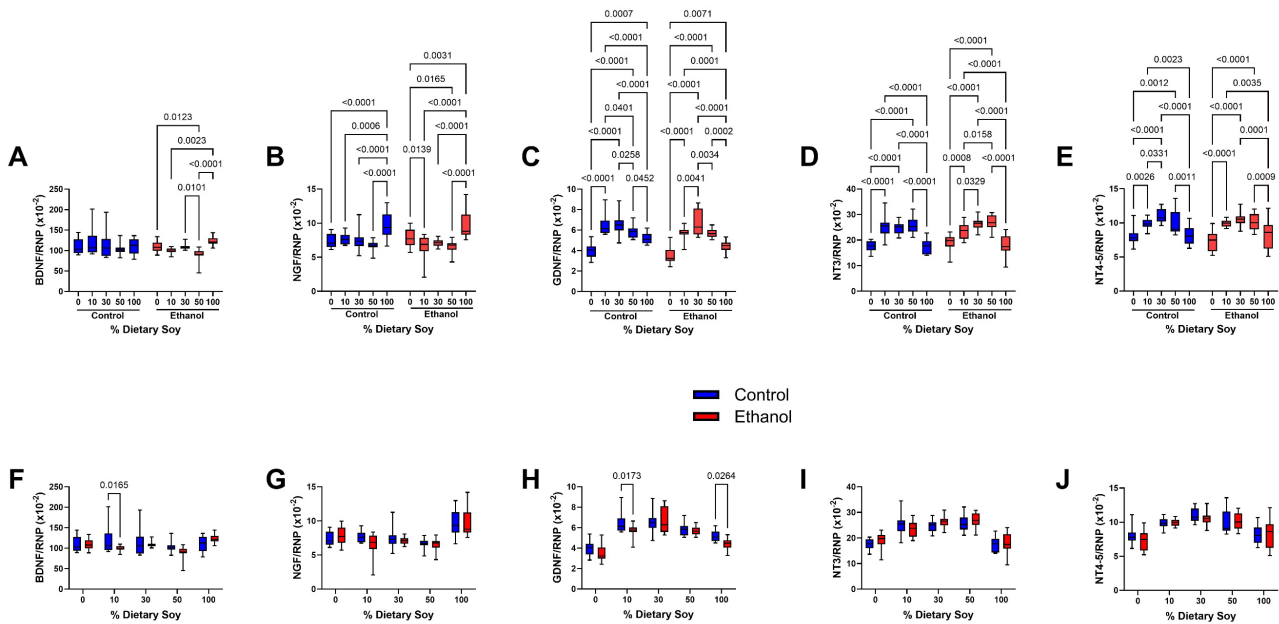 A
0.0123
0.0023
<0.0001
0.0101
BDNF/RNP (x10⁻²)
250
200
150
100
50
0
0 10 30 50 100 0 10 30 50 100
Control Ethanol
% Dietary Soy
B
0.0031
0.0165
<0.0001 <0.0001
0.0006 <0.0001
<0.0001 0.0139
<0.0001 <0.0001
NGF/RNP (x10⁻²)
15
10
5
0
0 10 30 50 100 0 10 30 50 100
Control Ethanol
% Dietary Soy
C
0.0007 0.0071
<0.0001 <0.0001
<0.0001 0.0001
<0.0001 <0.0001
0.0401 <0.0001
<0.0001 <0.0001 0.0002
0.0258 0.0034
<0.0001 0.0452 0.0041
GDNF/RNP (x10⁻²)
10
8
6
4
2
0
0 10 30 50 100 0 10 30 50 100
Control Ethanol
% Dietary Soy
D
<0.0001
<0.0001
<0.0001 <0.0001
<0.0001 0.0158
<0.0001 0.0008
<0.0001 <0.0001 0.0329 <0.0001
NT3/RNP (x10⁻²)
40
30
20
10
0
0 10 30 50 100 0 10 30 50 100
Control Ethanol
% Dietary Soy
E
0.0023 <0.0001
0.0012 0.0035
<0.0001 <0.0001
<0.0001 0.0001
0.0331 <0.0001
0.0026 0.0011 0.0009
NT4-5/RNP (x10⁻²)
15
10
5
0
0 10 30 50 100 0 10 30 50 100
Control Ethanol
% Dietary Soy
Control
Ethanol
F
0.0165
BDNF/RNP (x10⁻²)
250
200
150
100
50
0
0 10 30 50 100
% Dietary Soy
G
NGF/RNP (x10⁻²)
15
10
5
0
0 10 30 50 100
% Dietary Soy
H
0.0173 0.0264
GDNF/RNP (x10⁻²)
10
8
6
4
2
0
0 10 30 50 100
% Dietary Soy
I
NT3/RNP (x10⁻²)
40
30
20
10
0
0 10 30 50 100
% Dietary Soy
J
NT4-5/RNP (x10⁻²)
15
10
5
0
0 10 30 50 100
% Dietary Soy